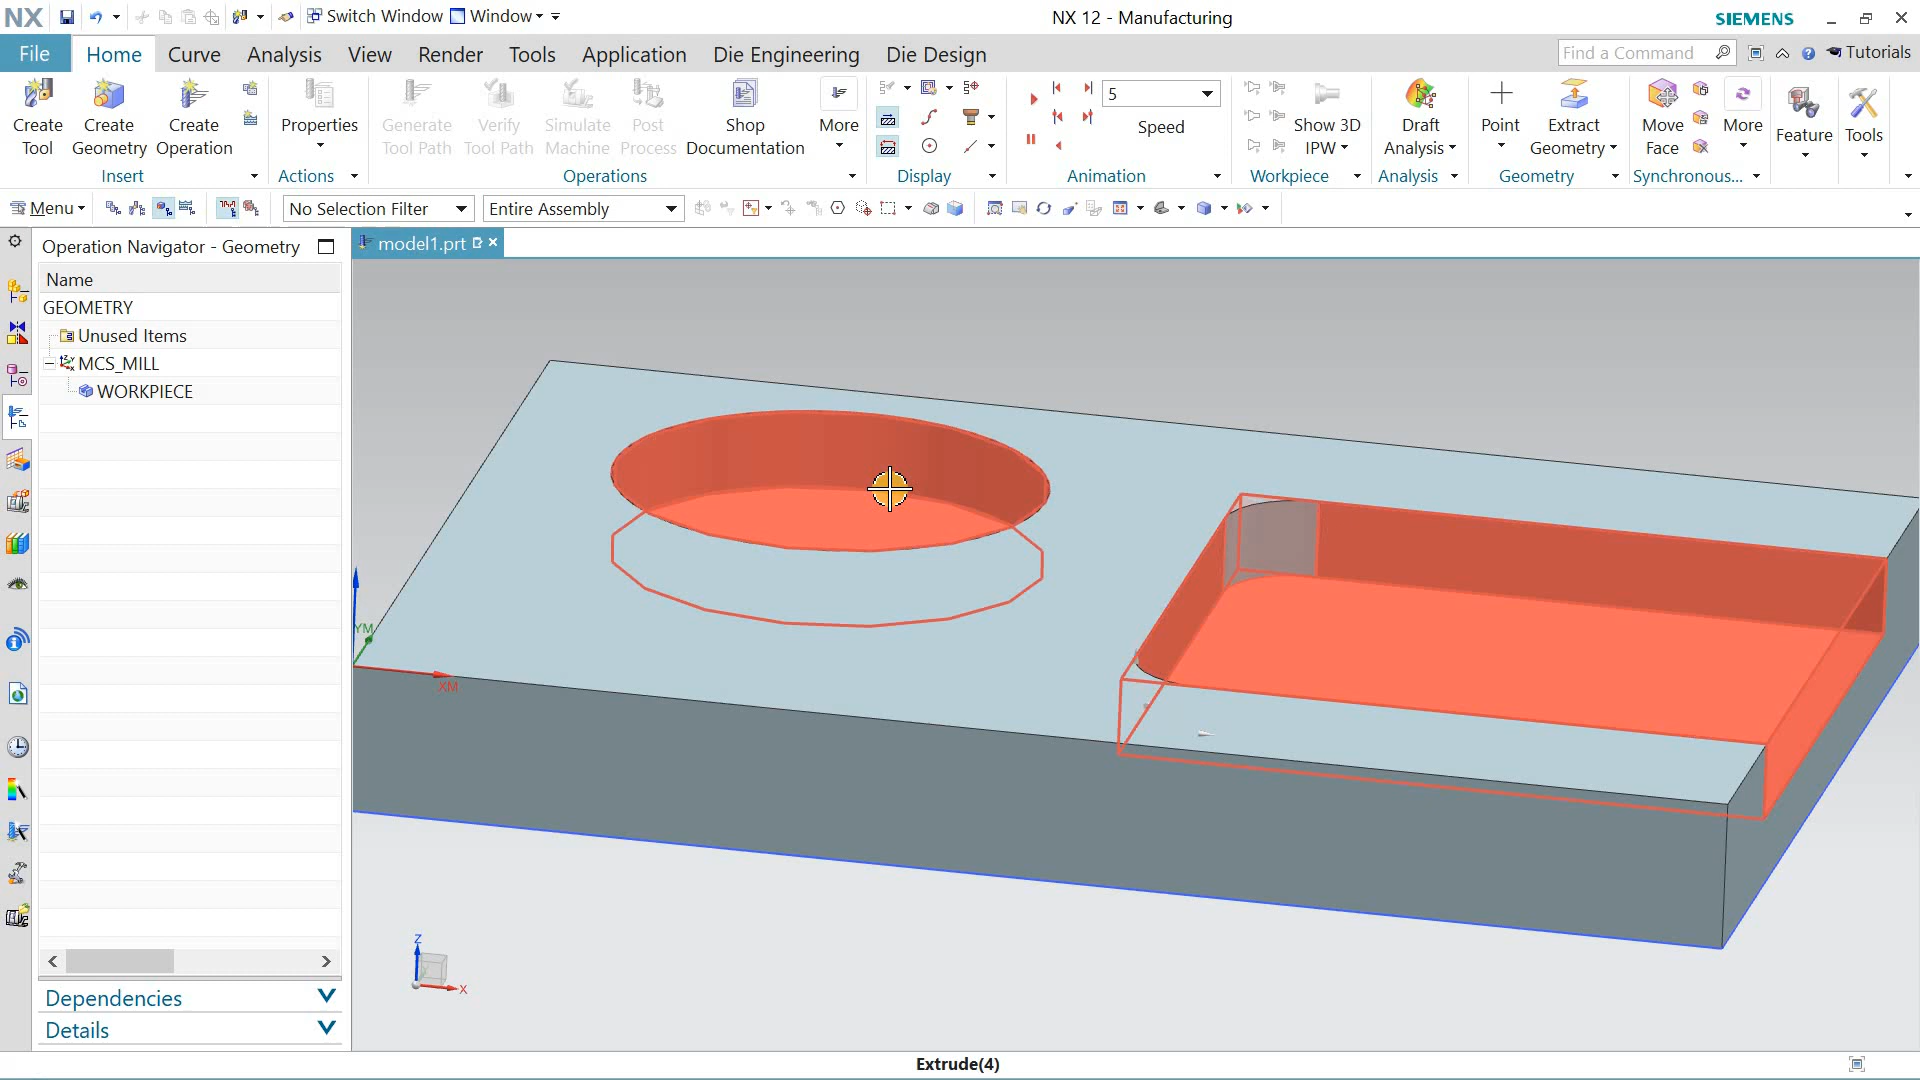 NX
Switch Window
Window
NX 12 - Manufacturing
SIEMENS
File
Home
Curve
Analysis
View
Render
Tools
Application
Die Engineering
Die Design
Find a Command
Tutorials
Create Tool
Create Geometry
Create Operation
Properties
Generate Tool Path
Verify Tool Path
Simulate Machine
Post Process
Shop Documentation
More
5
Speed
Show 3D IPW
Draft Analysis
Point
Extract Geometry
Move Face
More
Feature
Tools
Insert
Actions
Operations
Display
Animation
Workpiece
Analysis
Geometry
Synchronous...
Menu
No Selection Filter
Entire Assembly
Operation Navigator - Geometry
model1.prt
Name
GEOMETRY
Unused Items
MCS_MILL
WORKPIECE
YM
XM
Z
X
Dependencies
Details
Extrude(4)